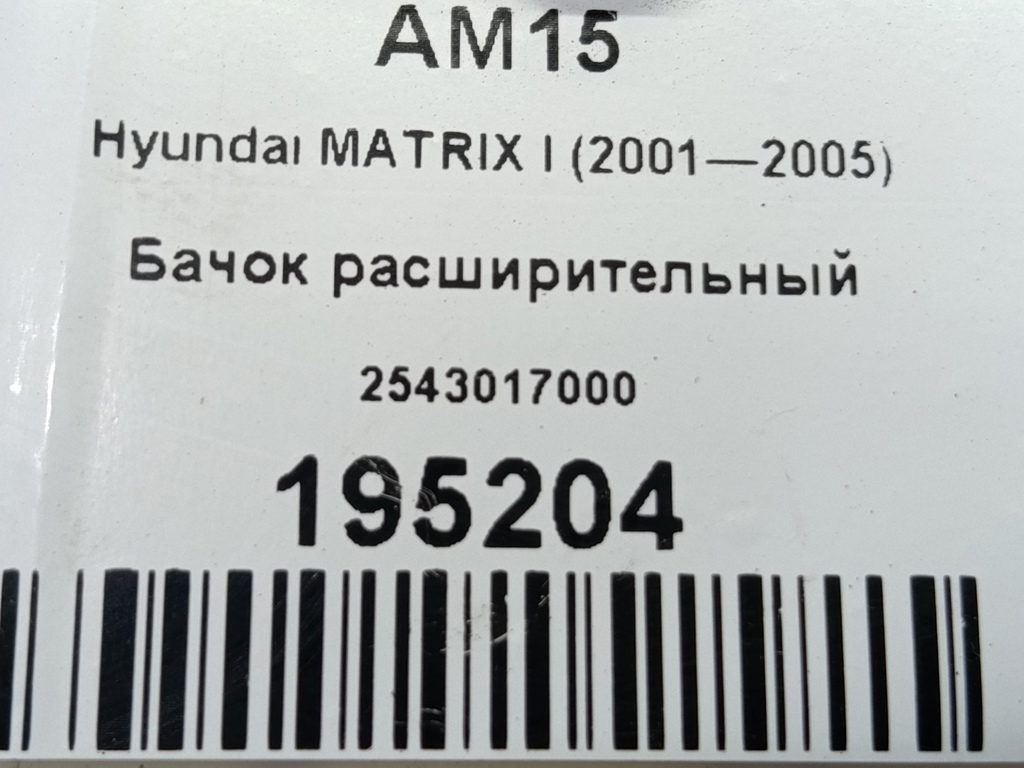 AM15
Hyundai MATRIX I (2001—2005)
Бачок расширительный
2543017000
195204